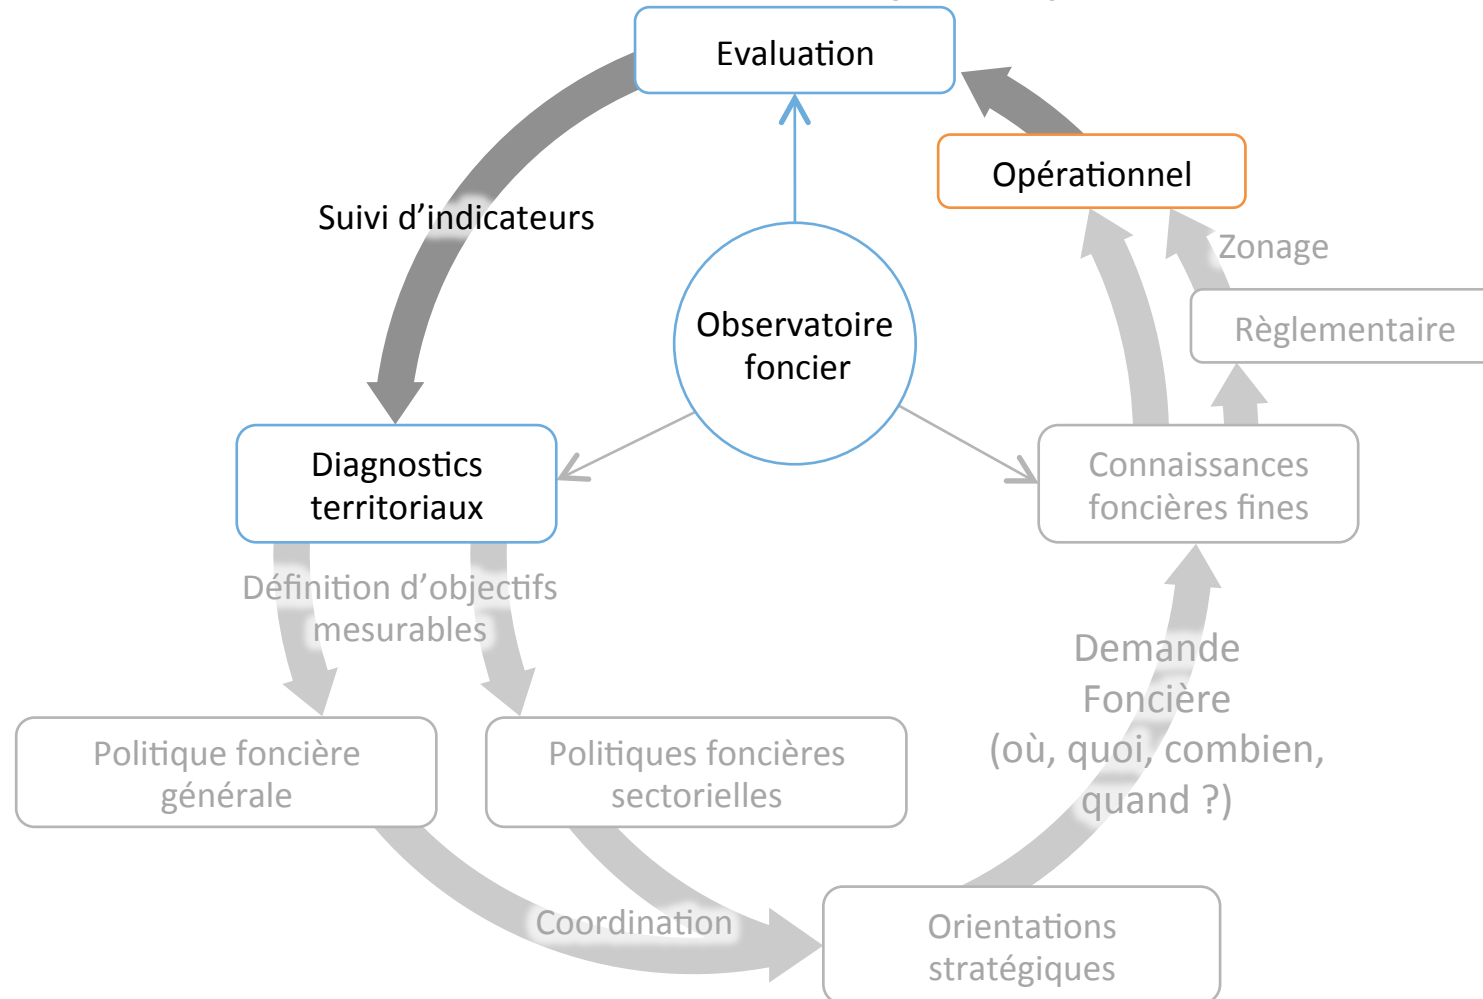 Evaluation
Opérationnel
Suivi d’indicateurs
Zonage
Observatoire
foncier
Règlementaire
Diagnostics
territoriaux
Connaissances
foncières fines
Définition d’objectifs
mesurables
Demande
Foncière
(où, quoi, combien,
quand ?)
Politique foncière
générale
Politiques foncières
sectorielles
Coordination
Orientations
stratégiques